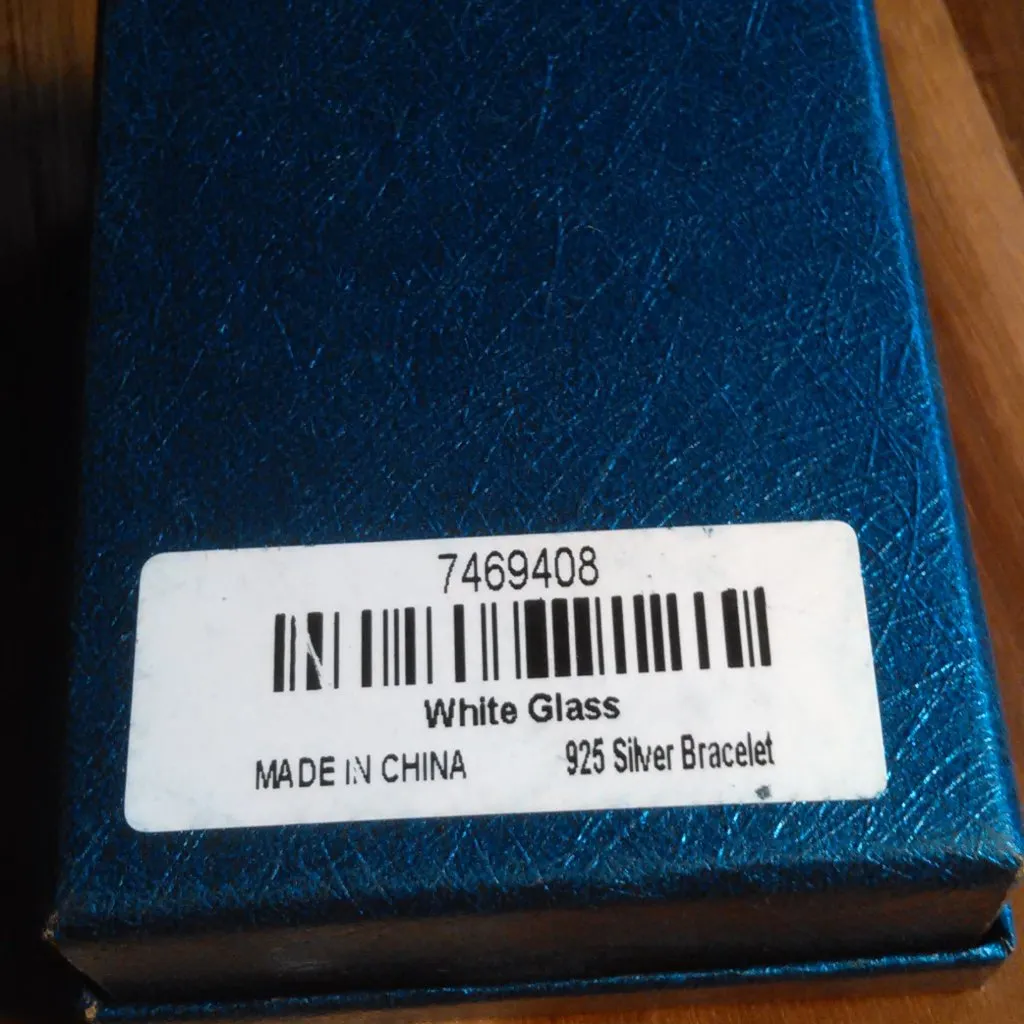 7469408
White Glass
MADE IN CHINA 925 Silver Bracelet